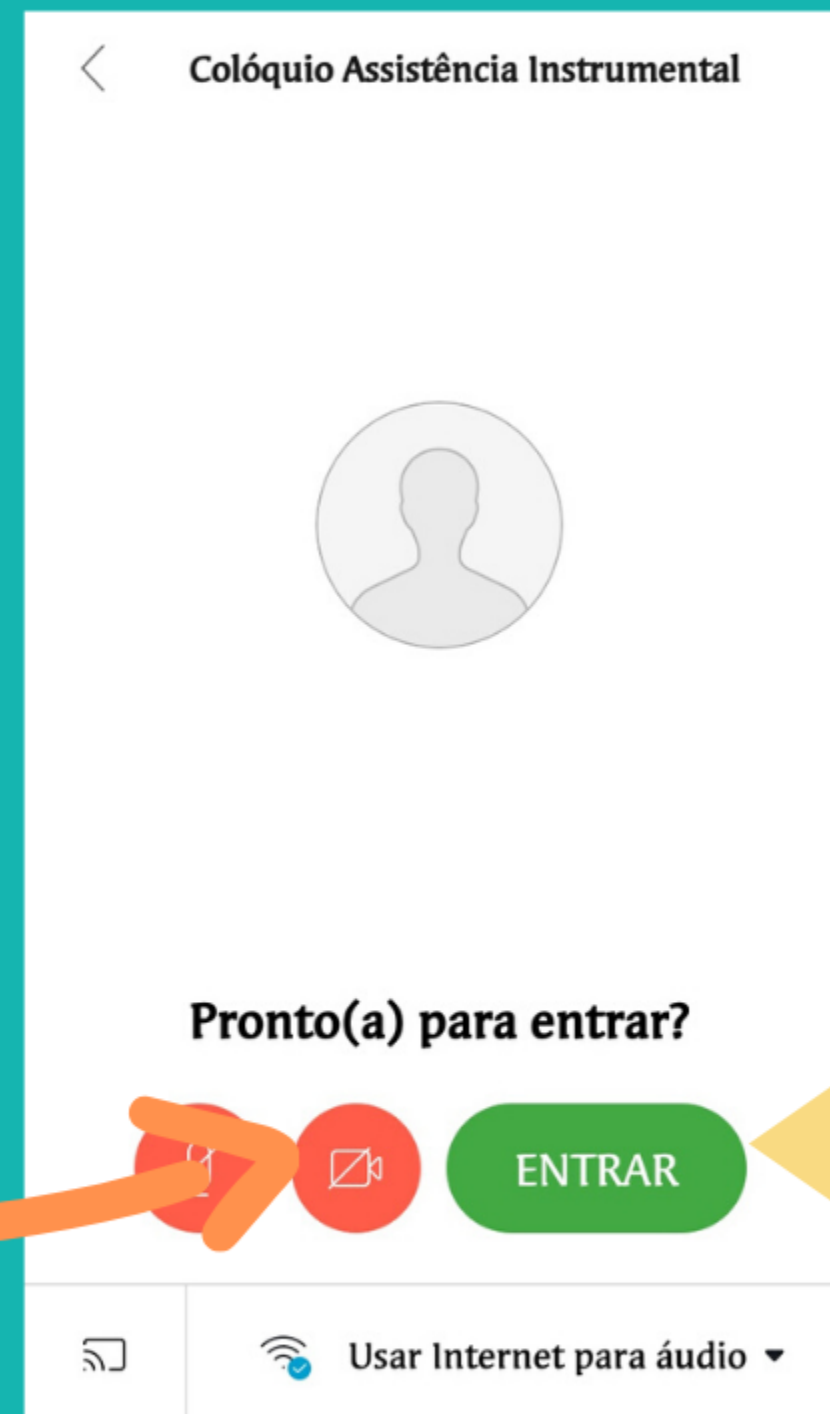 Colóquio Assistência Instrumental
Pronto(a) para entrar?
ENTRAR
Usar Internet para áudio